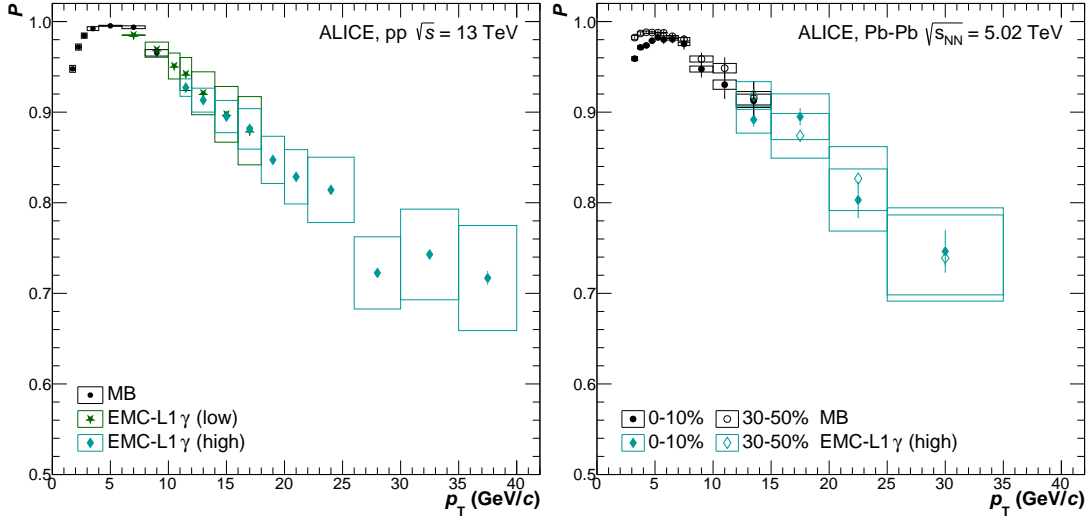 P
ALICE, pp √s = 13 TeV
1.0
0.9
0.8
0.7
0.6
0.5
MB
EMC-L1 γ (low)
EMC-L1 γ (high)
0 5 10 15 20 25 30 35 40
p_T (GeV/c)
P
ALICE, Pb-Pb √s_NN = 5.02 TeV
1.0
0.9
0.8
0.7
0.6
0.5
0-10% 30-50% MB
0-10% 30-50% EMC-L1 γ (high)
0 5 10 15 20 25 30 35 40
p_T (GeV/c)